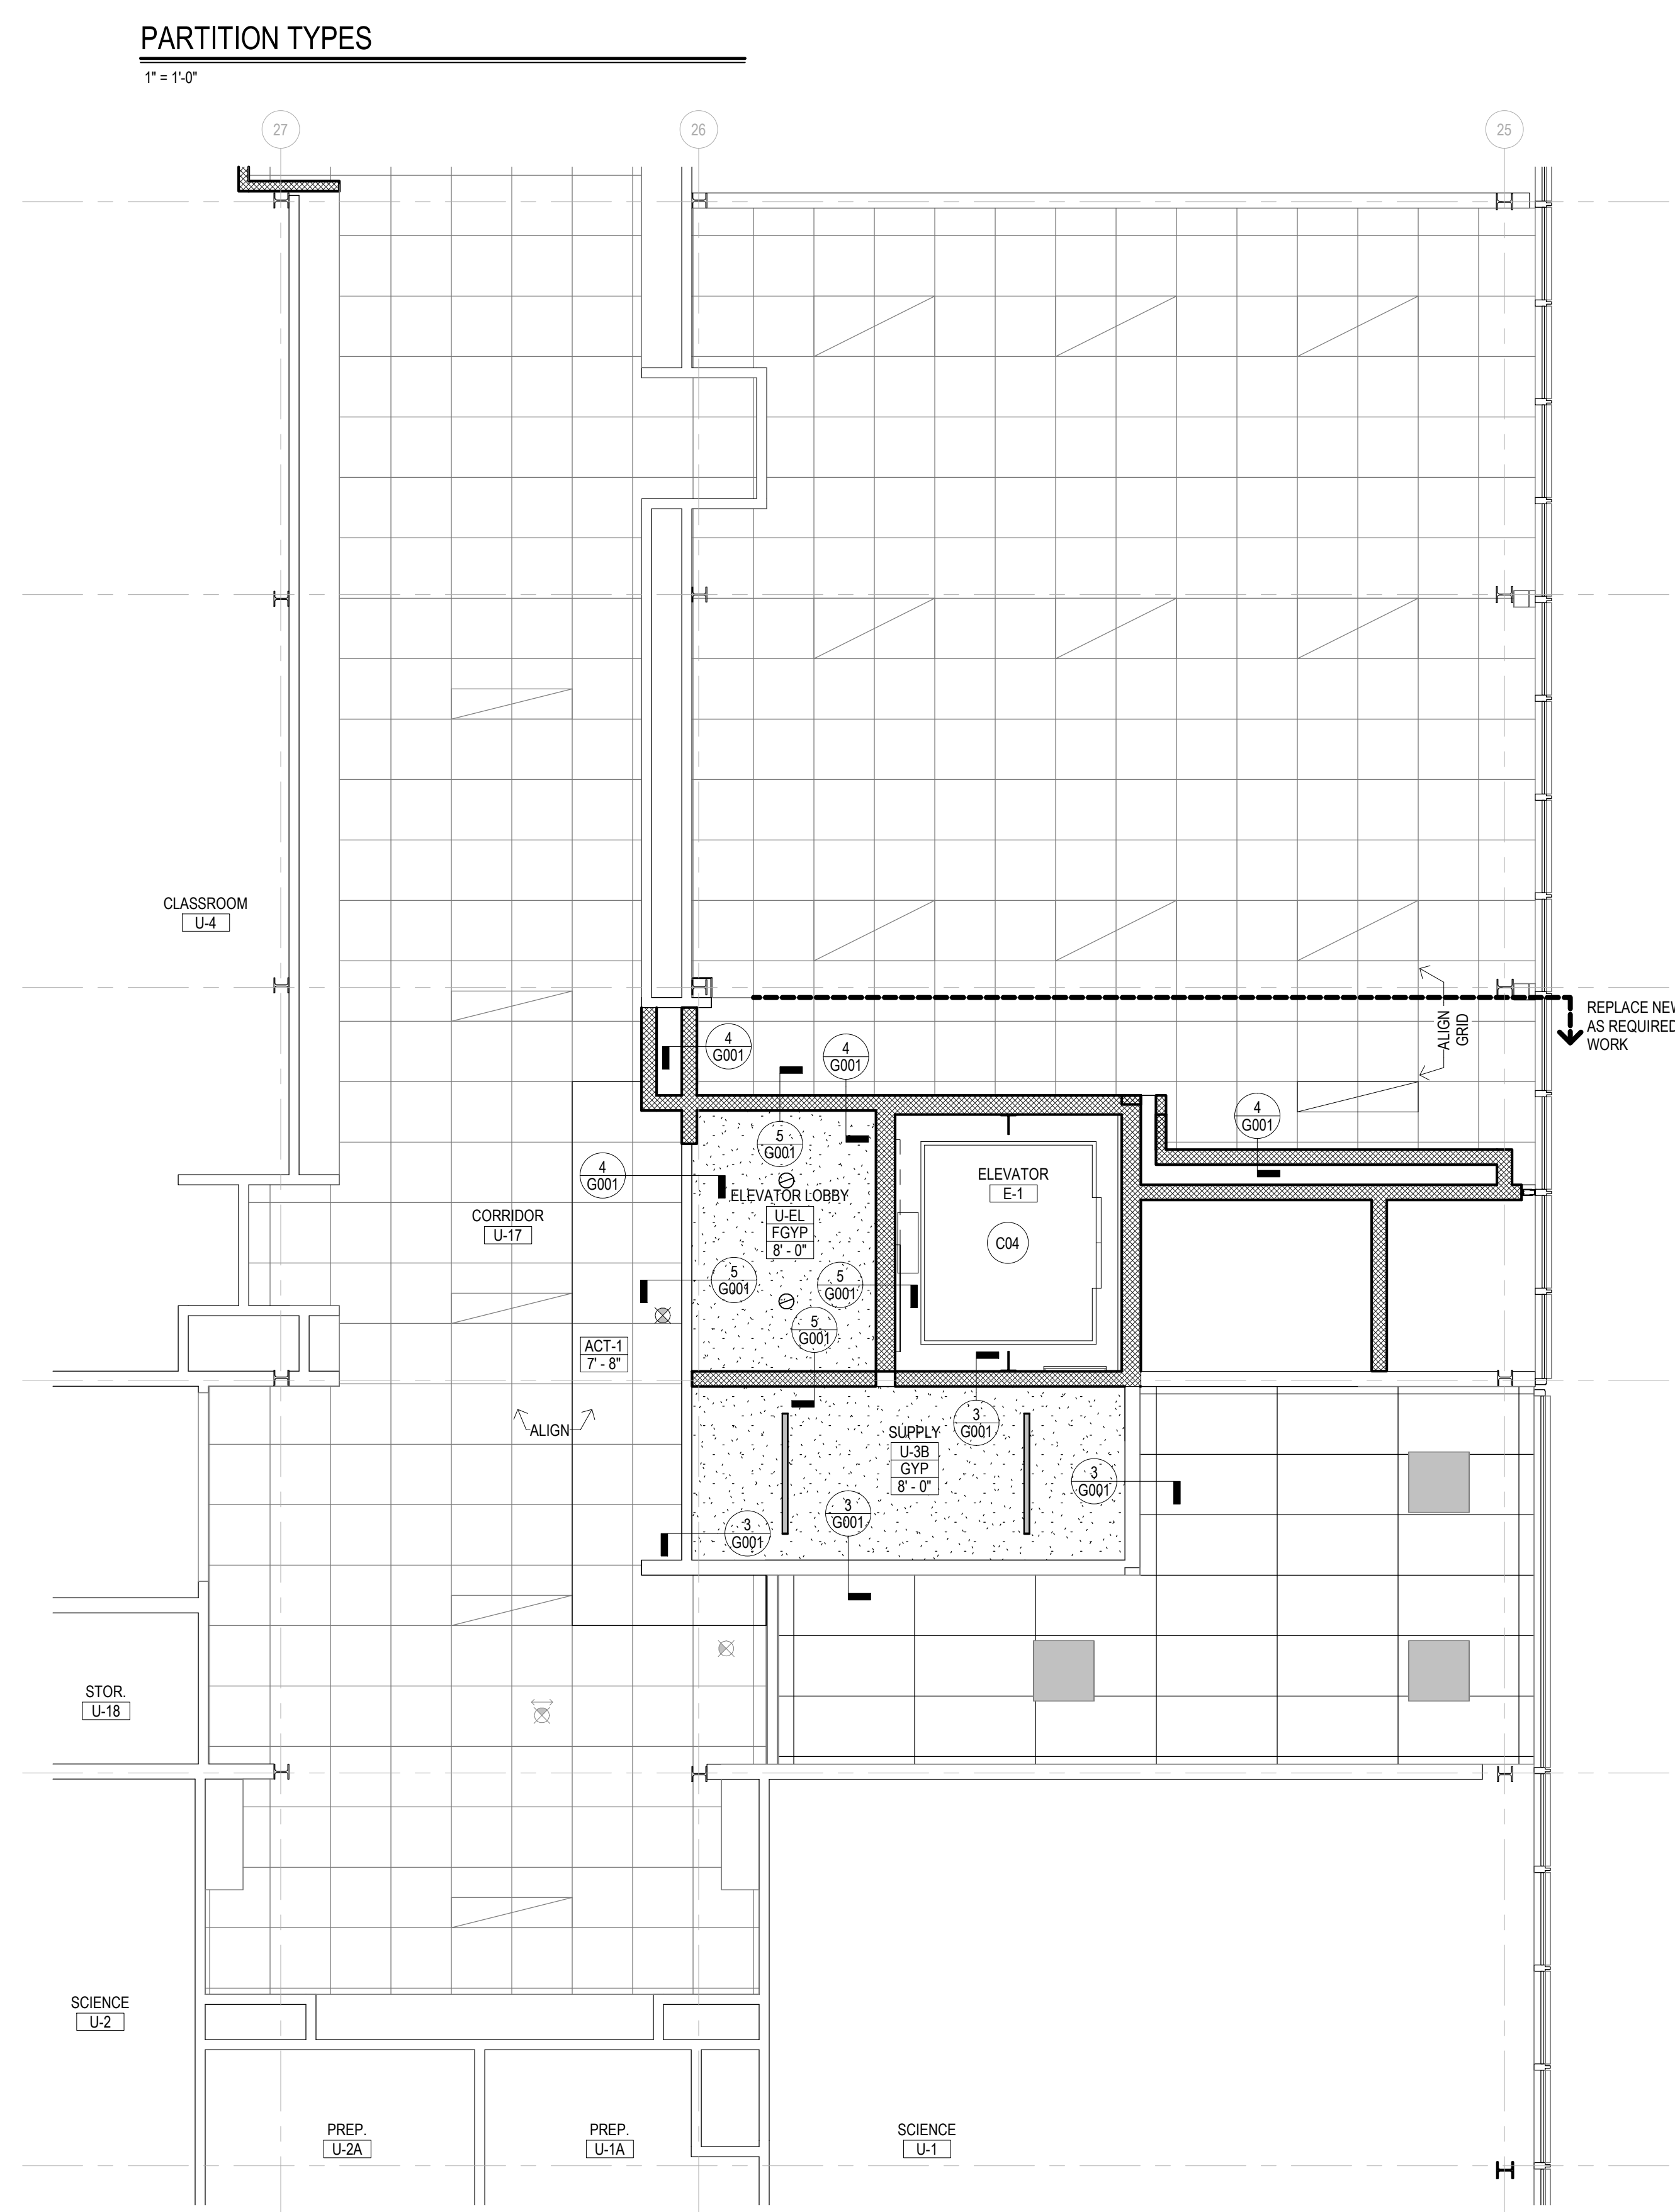 PARTITION TYPES
1" = 1'-0"
27
26
25
CLASSROOM
U-4
REPLACE NEW
AS REQUIRED
WORK
ALIGN
GRID
4
G001
4
G001
4
G001
5
G001
4
G001
ELEVATOR LOBBY
U-EL
FGYP
8' - 0"
ELEVATOR
E-1
C04
CORRIDOR
U-17
5
G001
5
G001
5
G001
ACT-1
7' - 8"
ALIGN
3
G001
SUPPLY
U-3B
GYP
8' - 0"
3
G001
3
G001
3
G001
STOR.
U-18
SCIENCE
U-2
PREP.
U-2A
PREP.
U-1A
SCIENCE
U-1